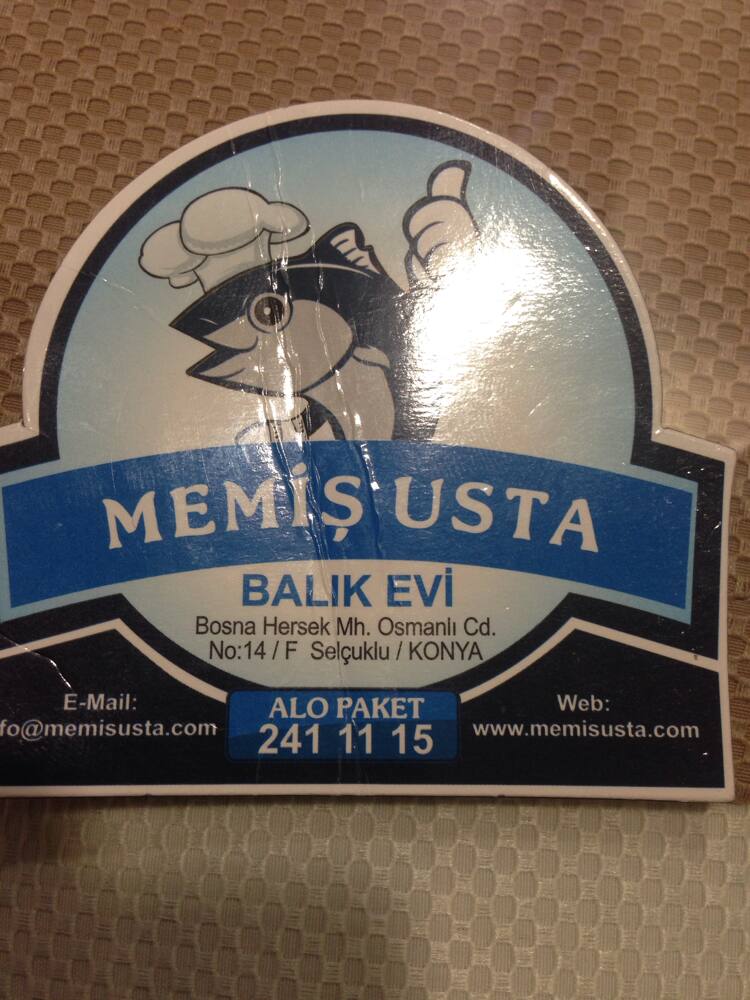 MEMİŞ USTA
BALIK EVİ
Bosna Hersek Mh. Osmanlı Cd.
No:14 / F Selçuklu / KONYA
E-Mail:
fo@memisusta.com
ALO PAKET
241 11 15
Web:
www.memisusta.com